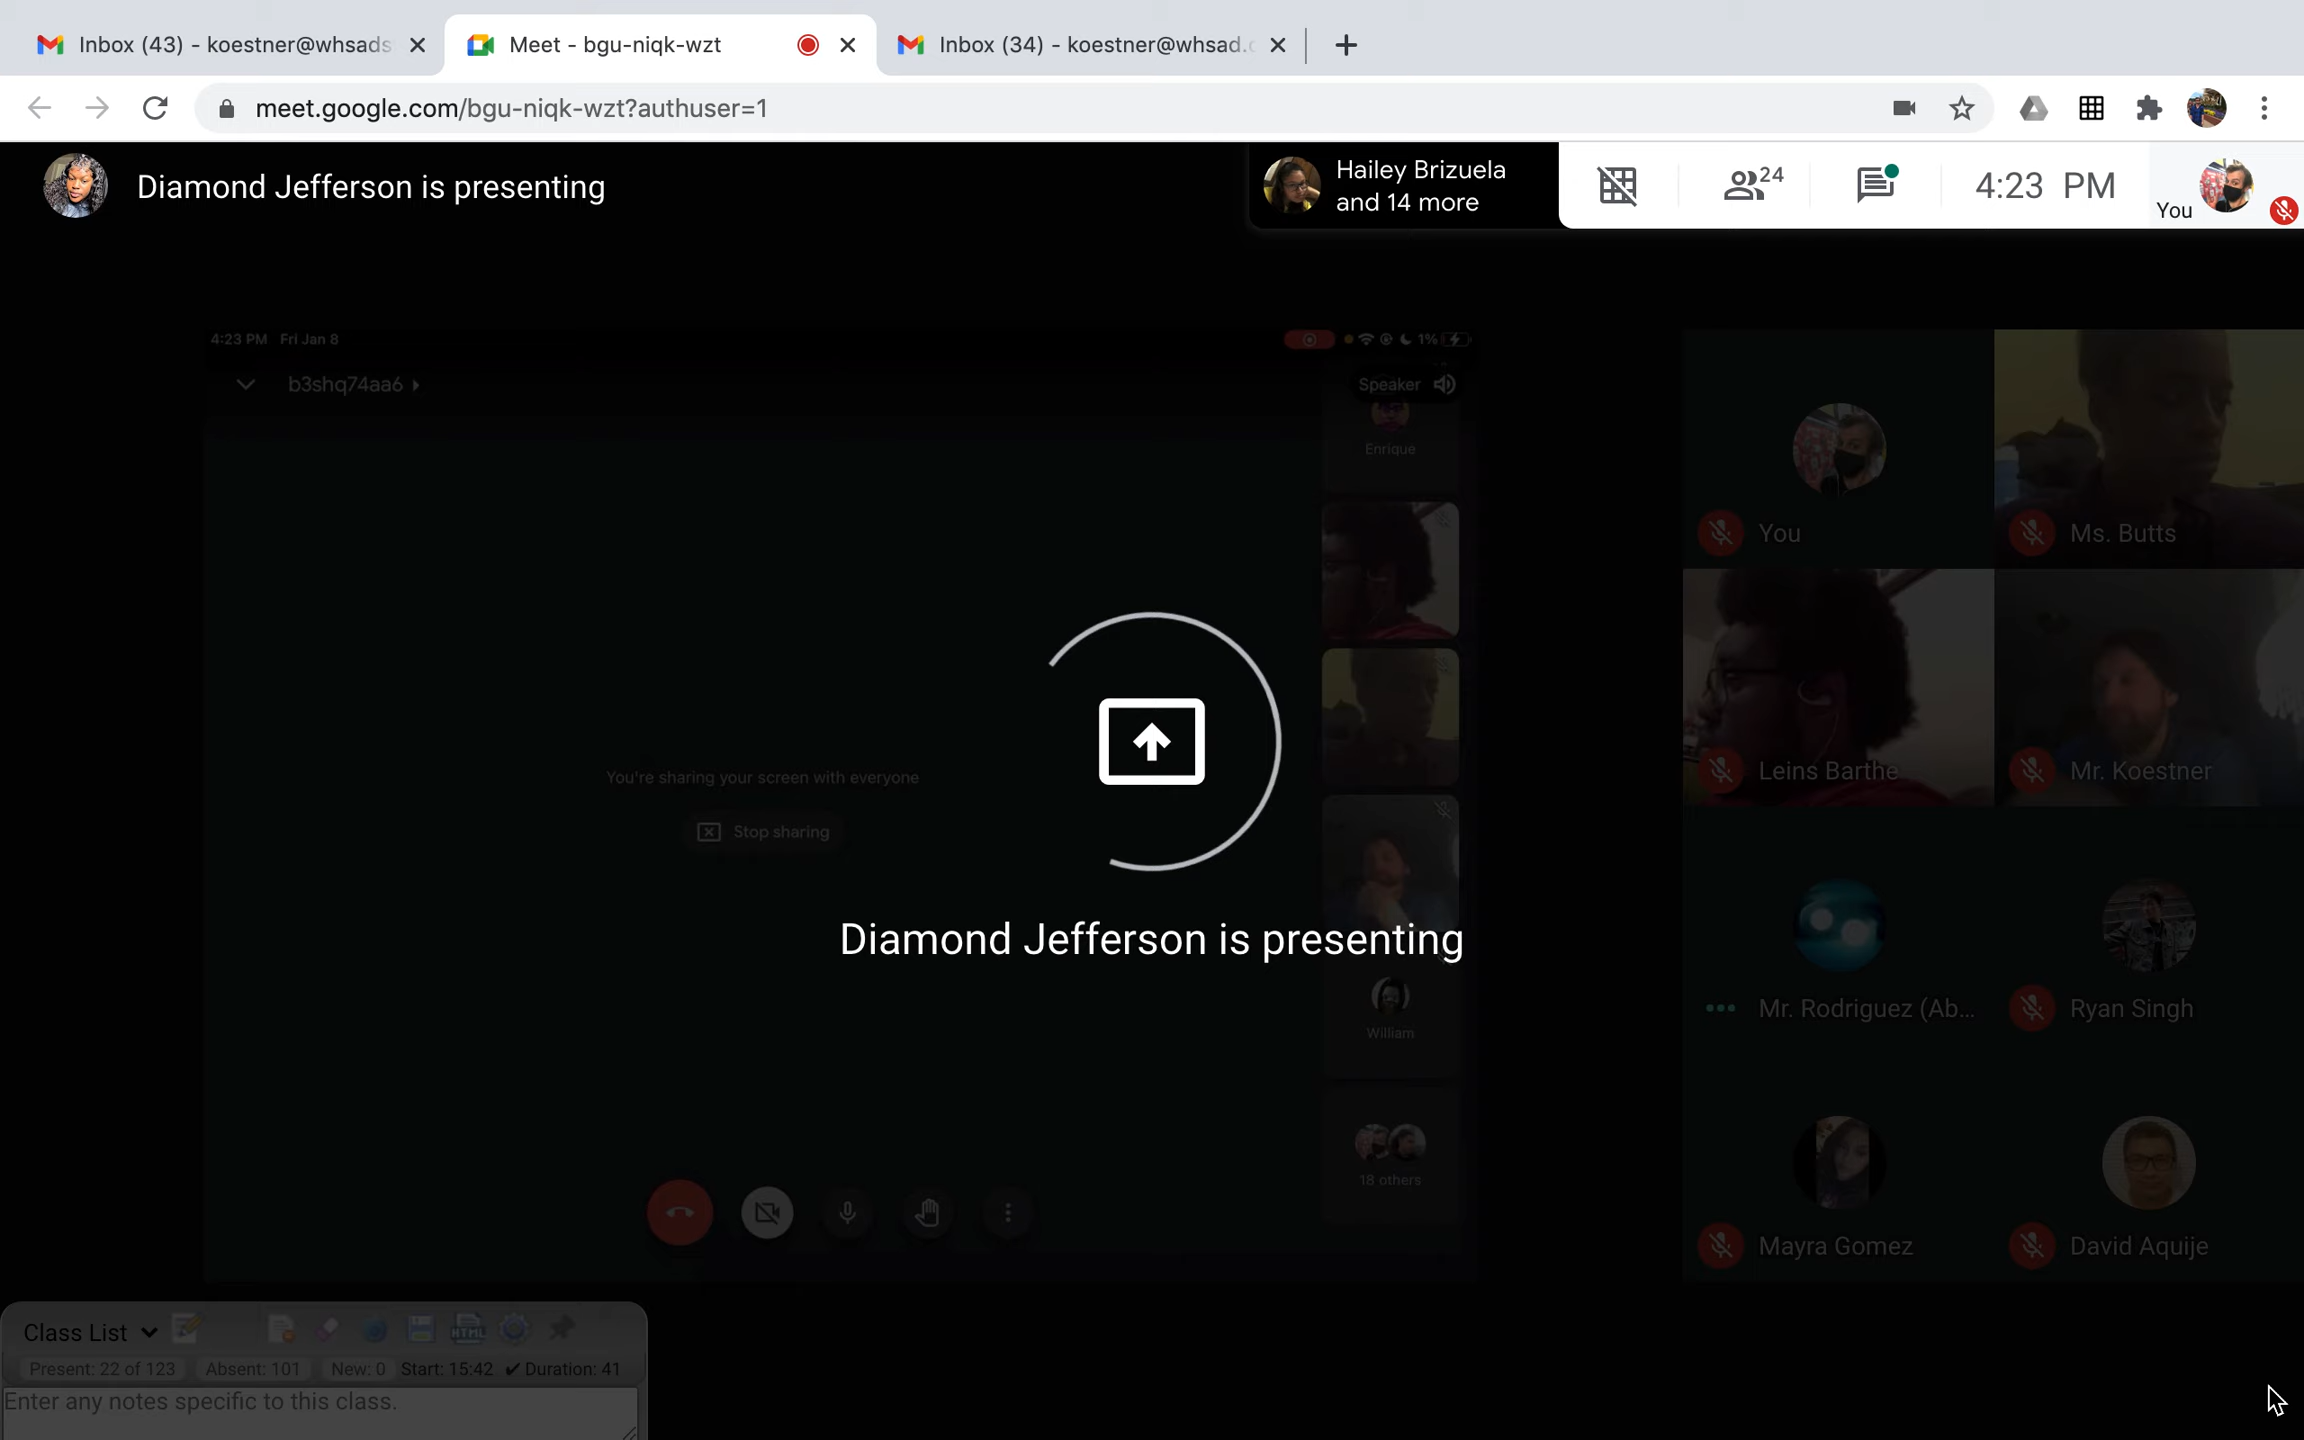 Inbox (43) - koestner@whsads
Meet - bgu-niqk-wzt
Inbox (34) - koestner@whsad.
meet.google.com/bgu-niqk-wzt?authuser=1
Diamond Jefferson is presenting
Hailey Brizuela
and 14 more
24
4:23 PM
You
4:23 PM Fri Jan 8
1%
b3shq74aa6
Speaker
Enrique
You're sharing your screen with everyone
Stop sharing
William
18 others
You
Ms. Butts
Leins Barthe
Mr. Koestner
Diamond Jefferson is presenting
Mr. Rodriguez (Ab...
Ryan Singh
Mayra Gomez
David Aquije
Class List
HTML
Present: 22 of 123 Absent: 101 New: 0 Start: 15:42 ✔ Duration: 41
Enter any notes specific to this class.